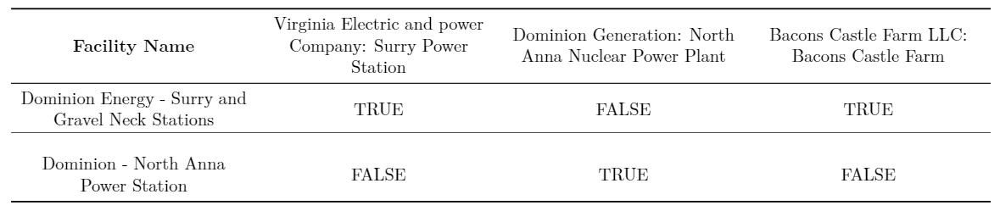 Facility Name
Virginia Electric and power
Company: Surry Power
Station
Dominion Generation: North
Anna Nuclear Power Plant
Bacons Castle Farm LLC:
Bacons Castle Farm
Dominion Energy - Surry and
Gravel Neck Stations
TRUE
FALSE
TRUE
Dominion - North Anna
Power Station
FALSE
TRUE
FALSE